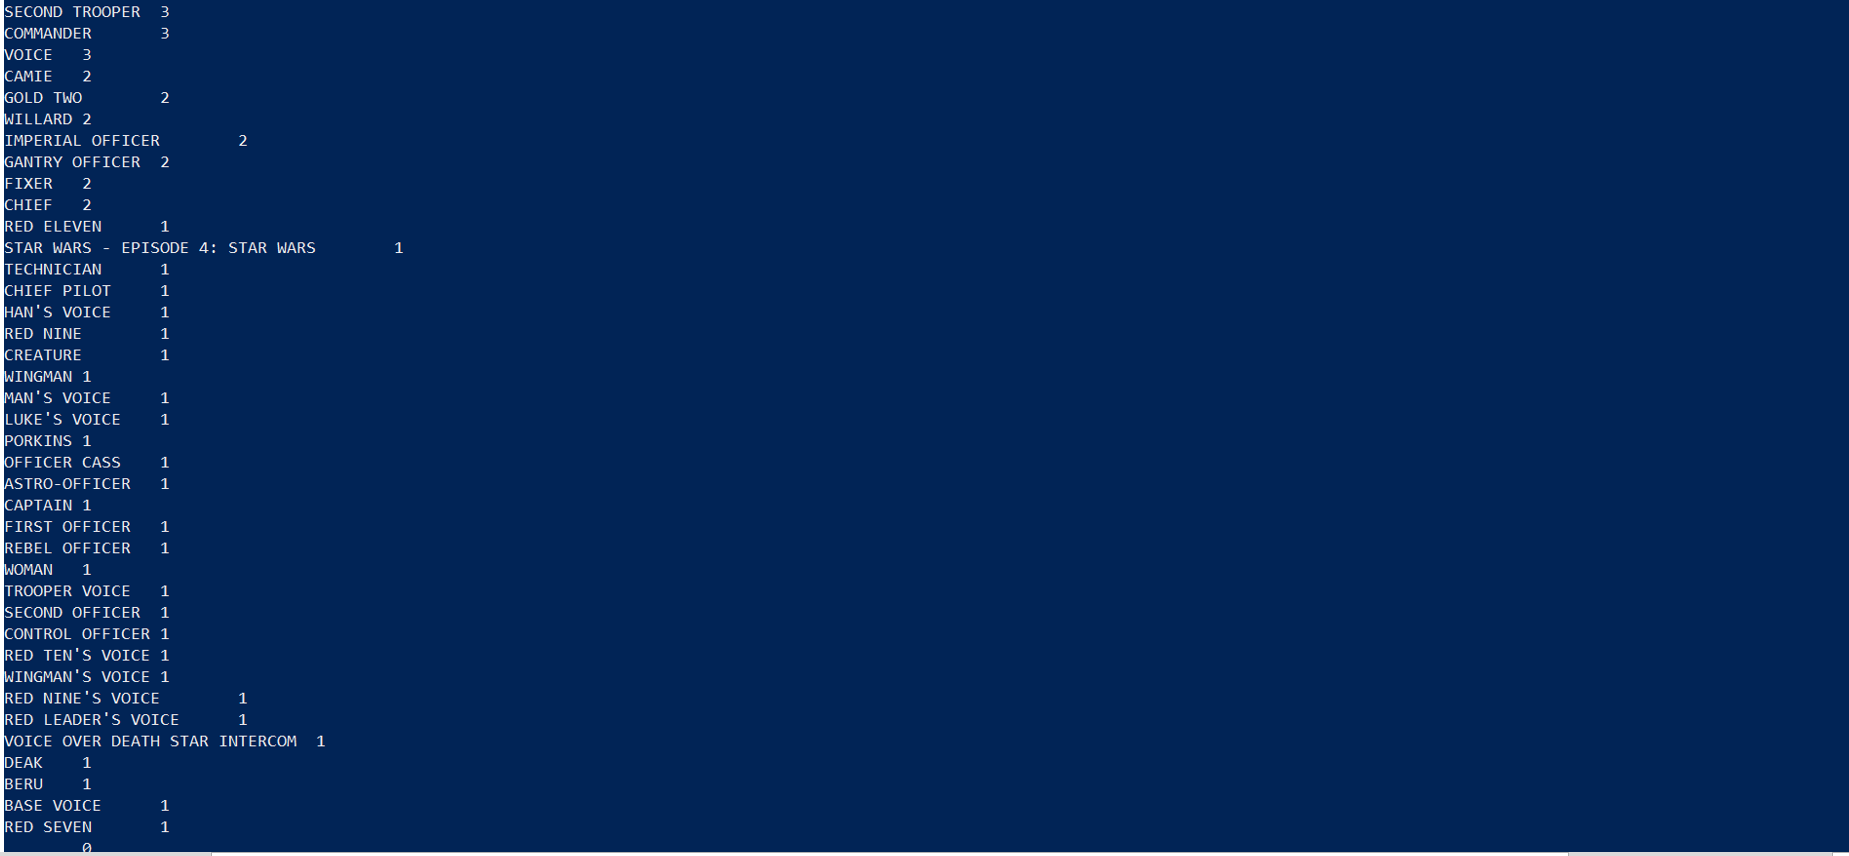 SECOND TROOPER 3
COMMANDER 3
VOICE 3
CAMIE 2
GOLD TWO 2
WILLARD 2
IMPERIAL OFFICER 2
GANTRY OFFICER 2
FIXER 2
CHIEF 2
RED ELEVEN 1
STAR WARS - EPISODE 4: STAR WARS 1
TECHNICIAN 1
CHIEF PILOT 1
HAN'S VOICE 1
RED NINE 1
CREATURE 1
WINGMAN 1
MAN'S VOICE 1
LUKE'S VOICE 1
PORKINS 1
OFFICER CASS 1
ASTRO-OFFICER 1
CAPTAIN 1
FIRST OFFICER 1
REBEL OFFICER 1
WOMAN 1
TROOPER VOICE 1
SECOND OFFICER 1
CONTROL OFFICER 1
RED TEN'S VOICE 1
WINGMAN'S VOICE 1
RED NINE'S VOICE 1
RED LEADER'S VOICE 1
VOICE OVER DEATH STAR INTERCOM 1
DEAK 1
BERU 1
BASE VOICE 1
RED SEVEN 1
0